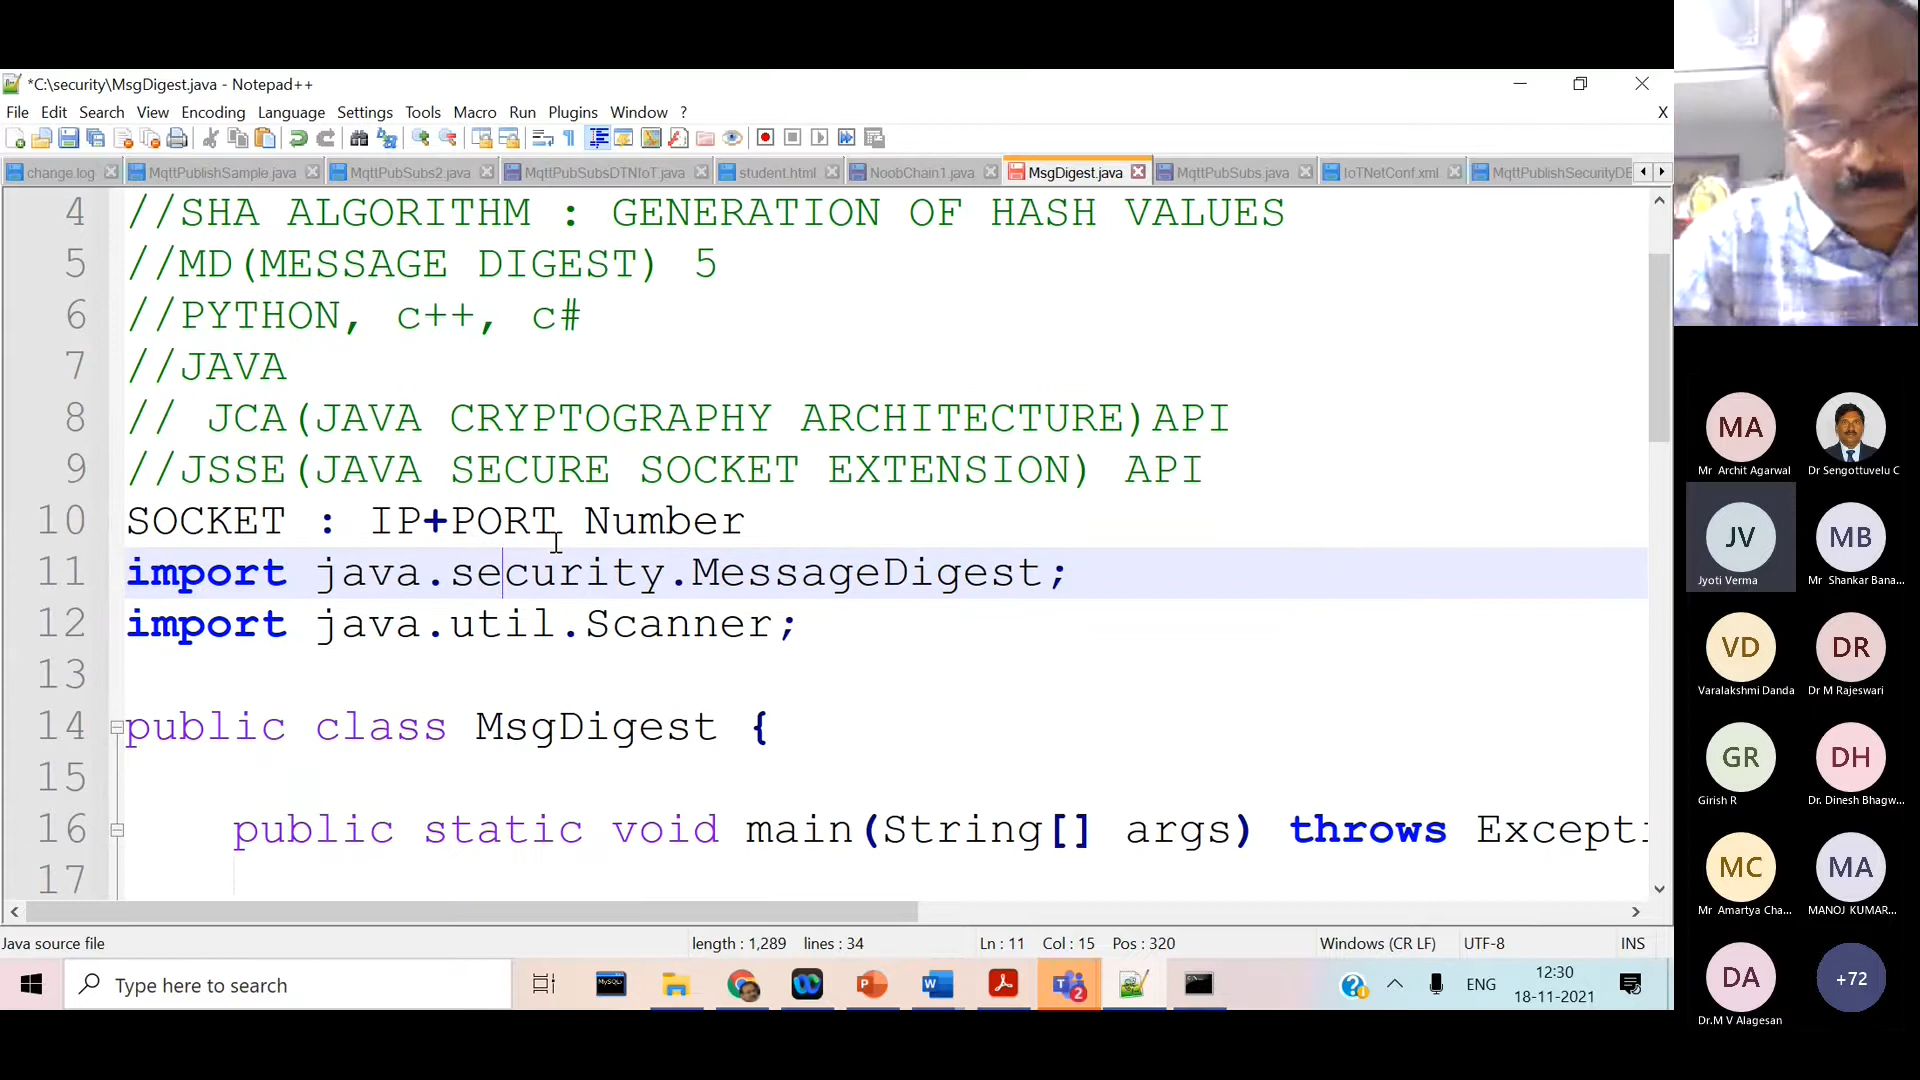 *C:\security\MsgDigest.java - Notepad++
File Edit Search View Encoding Language Settings Tools Macro Run Plugins Window ? X
change.log MqttPublishSample.java MqttPubSubs2.java MqttPubSubsDTNIoT.java student.html NoobChain1.java MsgDigest.java MqttPubSubs.java IoTNetConf.xml MqttPublishSecurityDE
4 //SHA ALGORITHM : GENERATION OF HASH VALUES
5 //MD(MESSAGE DIGEST) 5
6 //PYTHON, c++, c#
7 //JAVA
8 // JCA(JAVA CRYPTOGRAPHY ARCHITECTURE)API
9 //JSSE(JAVA SECURE SOCKET EXTENSION) API
10 SOCKET : IP+PORT Number
11 import java.security.MessageDigest;
12 import java.util.Scanner;
13
14 public class MsgDigest {
15
16 public static void main(String[] args) throws Excepti
17
Java source file length : 1,289 lines : 34 Ln : 11 Col : 15 Pos : 320 Windows (CR LF) UTF-8 INS
Type here to search
MySQL
2
ENG
12:30
18-11-2021
MA
Mr Archit Agarwal
Dr Sengottuvelu C
JV
Jyoti Verma
MB
Mr Shankar Bana...
VD
Varalakshmi Danda
DR
Dr M Rajeswari
GR
Girish R
DH
Dr. Dinesh Bhagw...
MC
Mr Amartya Cha...
MA
MANOJ KUMAR...
DA
Dr.M V Alagesan
+72